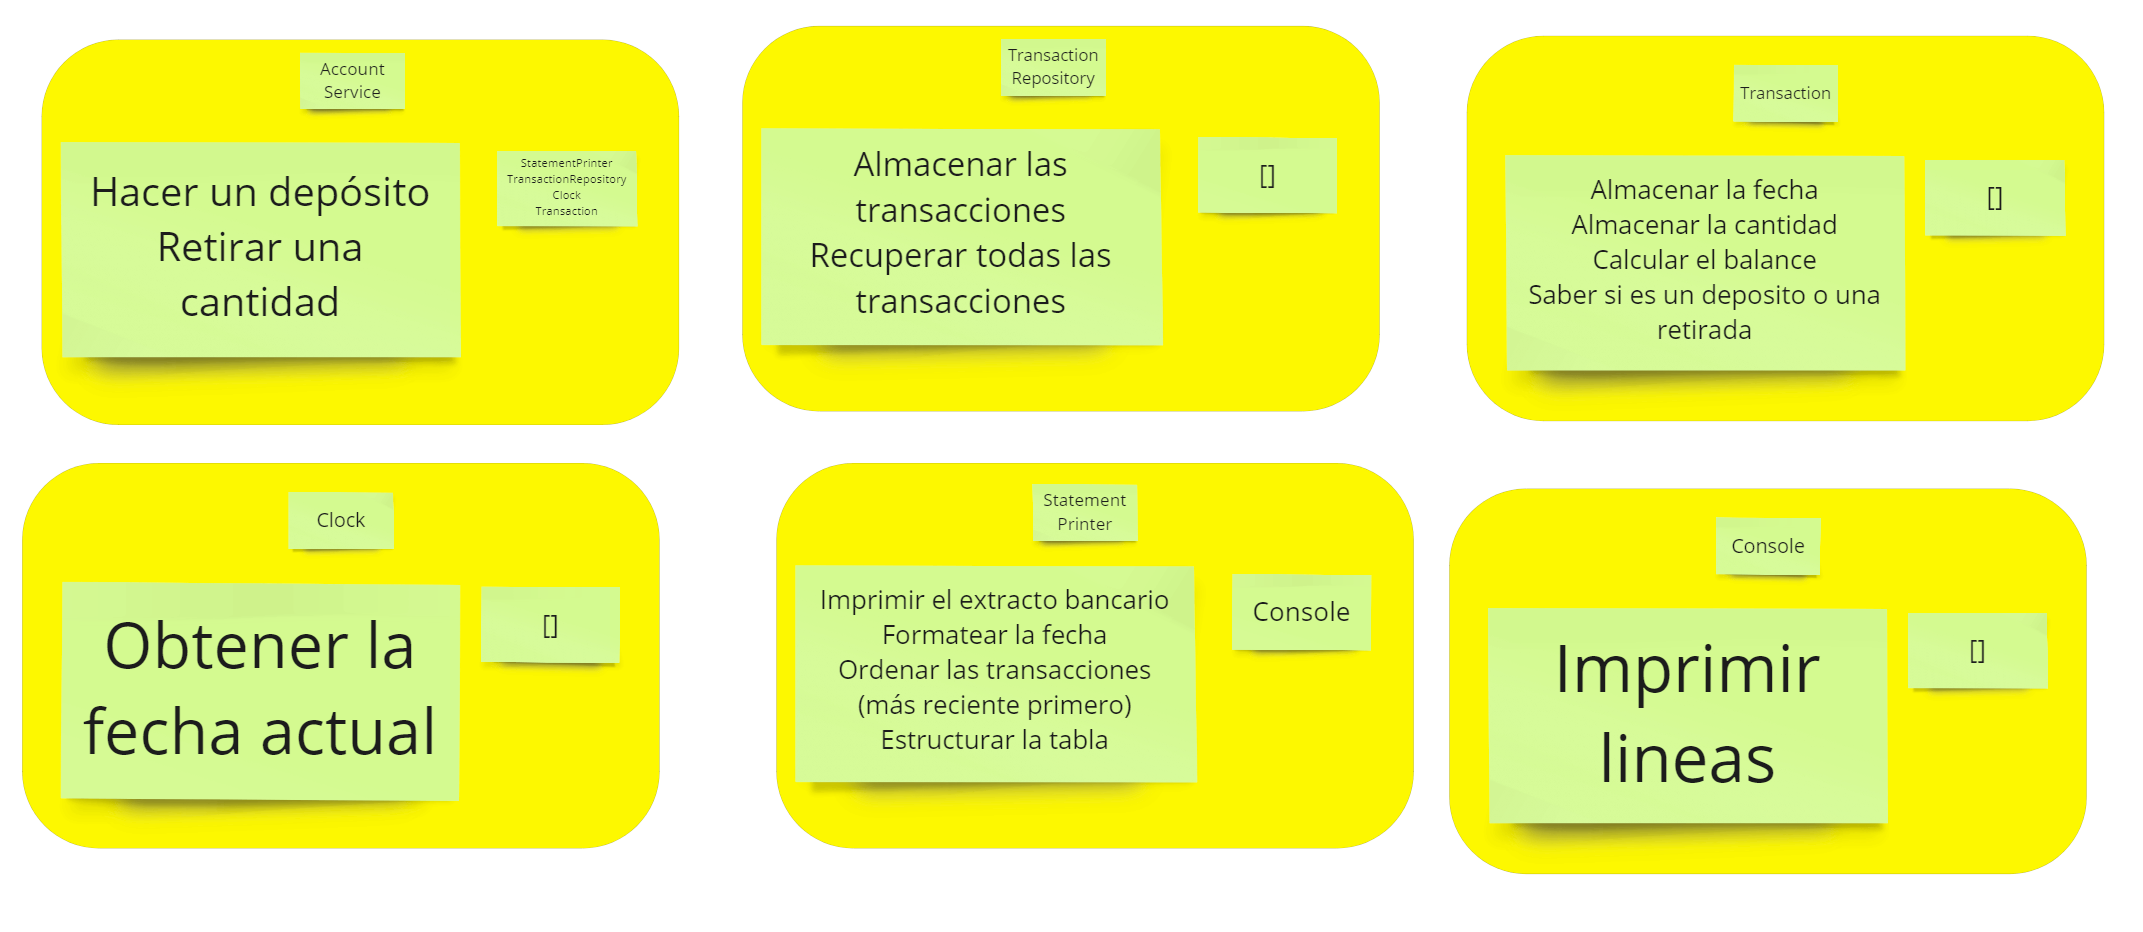 Account
Service
Hacer un depósito
Retirar una
cantidad
StatementPrinter
TransactionRepository
Clock
Transaction
Transaction
Repository
Almacenar las
transacciones
Recuperar todas las
transacciones
[]
Transaction
Almacenar la fecha
Almacenar la cantidad
Calcular el balance
Saber si es un deposito o una
retirada
[]
Clock
Obtener la
fecha actual
[]
Statement
Printer
Imprimir el extracto bancario
Formatear la fecha
Ordenar las transacciones
(más reciente primero)
Estructurar la tabla
Console
Console
Imprimir
lineas
[]